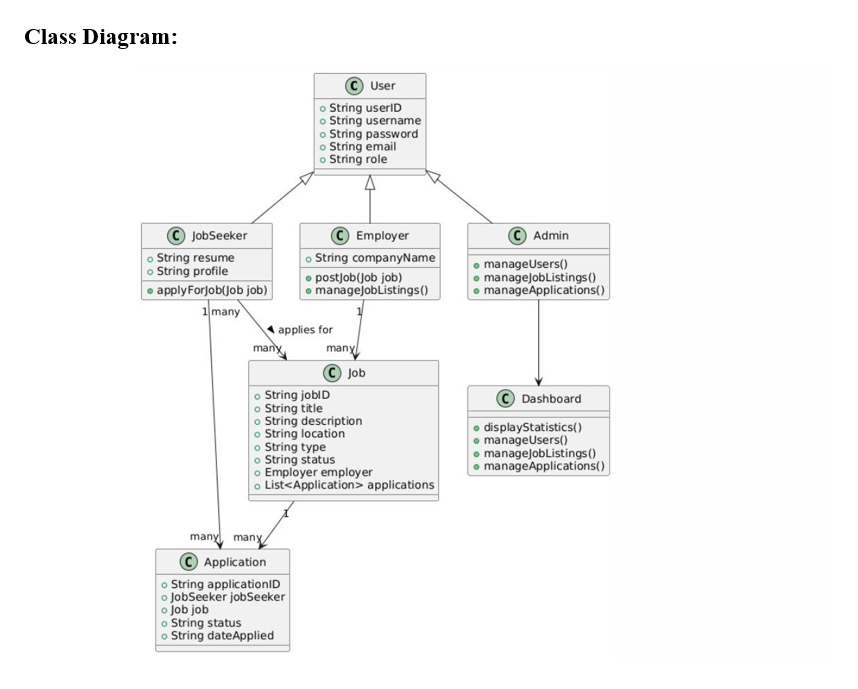 Class Diagram:
C User
String userID
String username
String password
String email
String role
C JobSeeker
String resume
String profile
applyForJob(Job job)
C Employer
String companyName
postJob(Job job)
manageJobListings()
C Admin
manageUsers()
manageJobListings()
manageApplications()
1 many
1
applies for
many
many
C Job
String jobID
String title
String description
String location
String type
String status
Employer employer
List<Application> applications
C Dashboard
displayStatistics()
manageUsers()
manageJobListings()
manageApplications()
1
many
many
C Application
String applicationID
JobSeeker jobSeeker
Job job
String status
String dateApplied